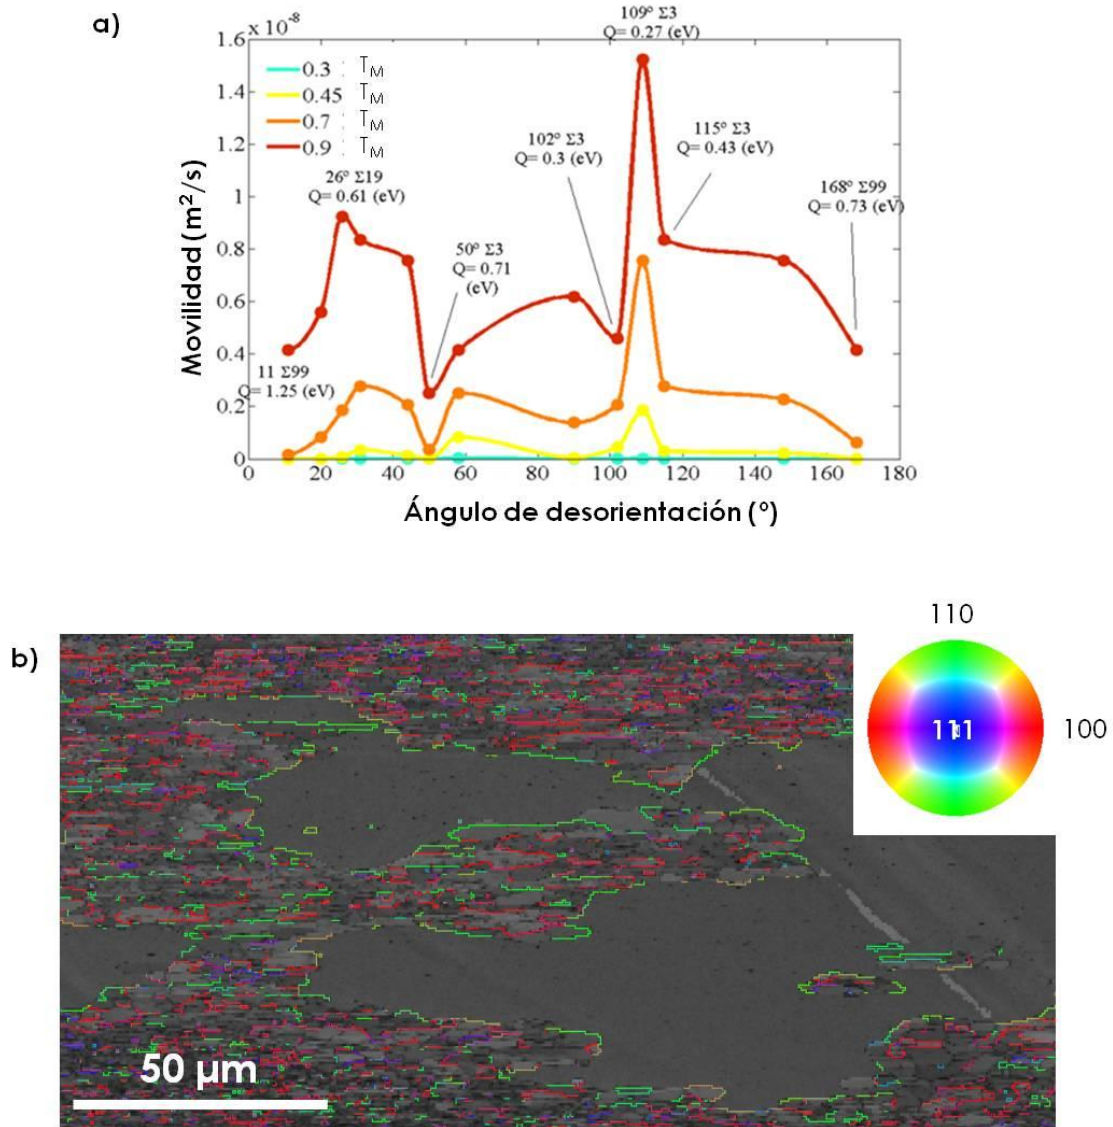 a)
x 10⁻⁸
109° Σ3
Q= 0.27 (eV)
1.6
1.4
1.2
1
0.8
0.6
0.4
0.2
0
0.3 T_M
0.45 T_M
0.7 T_M
0.9 T_M
26° Σ19
Q= 0.61 (eV)
102° Σ3
Q= 0.3 (eV)
115° Σ3
Q= 0.43 (eV)
168° Σ99
Q= 0.73 (eV)
50° Σ3
Q= 0.71
(eV)
11 Σ99
Q= 1.25 (eV)
Movilidad (m²/s)
0 20 40 60 80 100 120 140 160 180
Ángulo de desorientación (º)
b)
110
111
100
50 µm